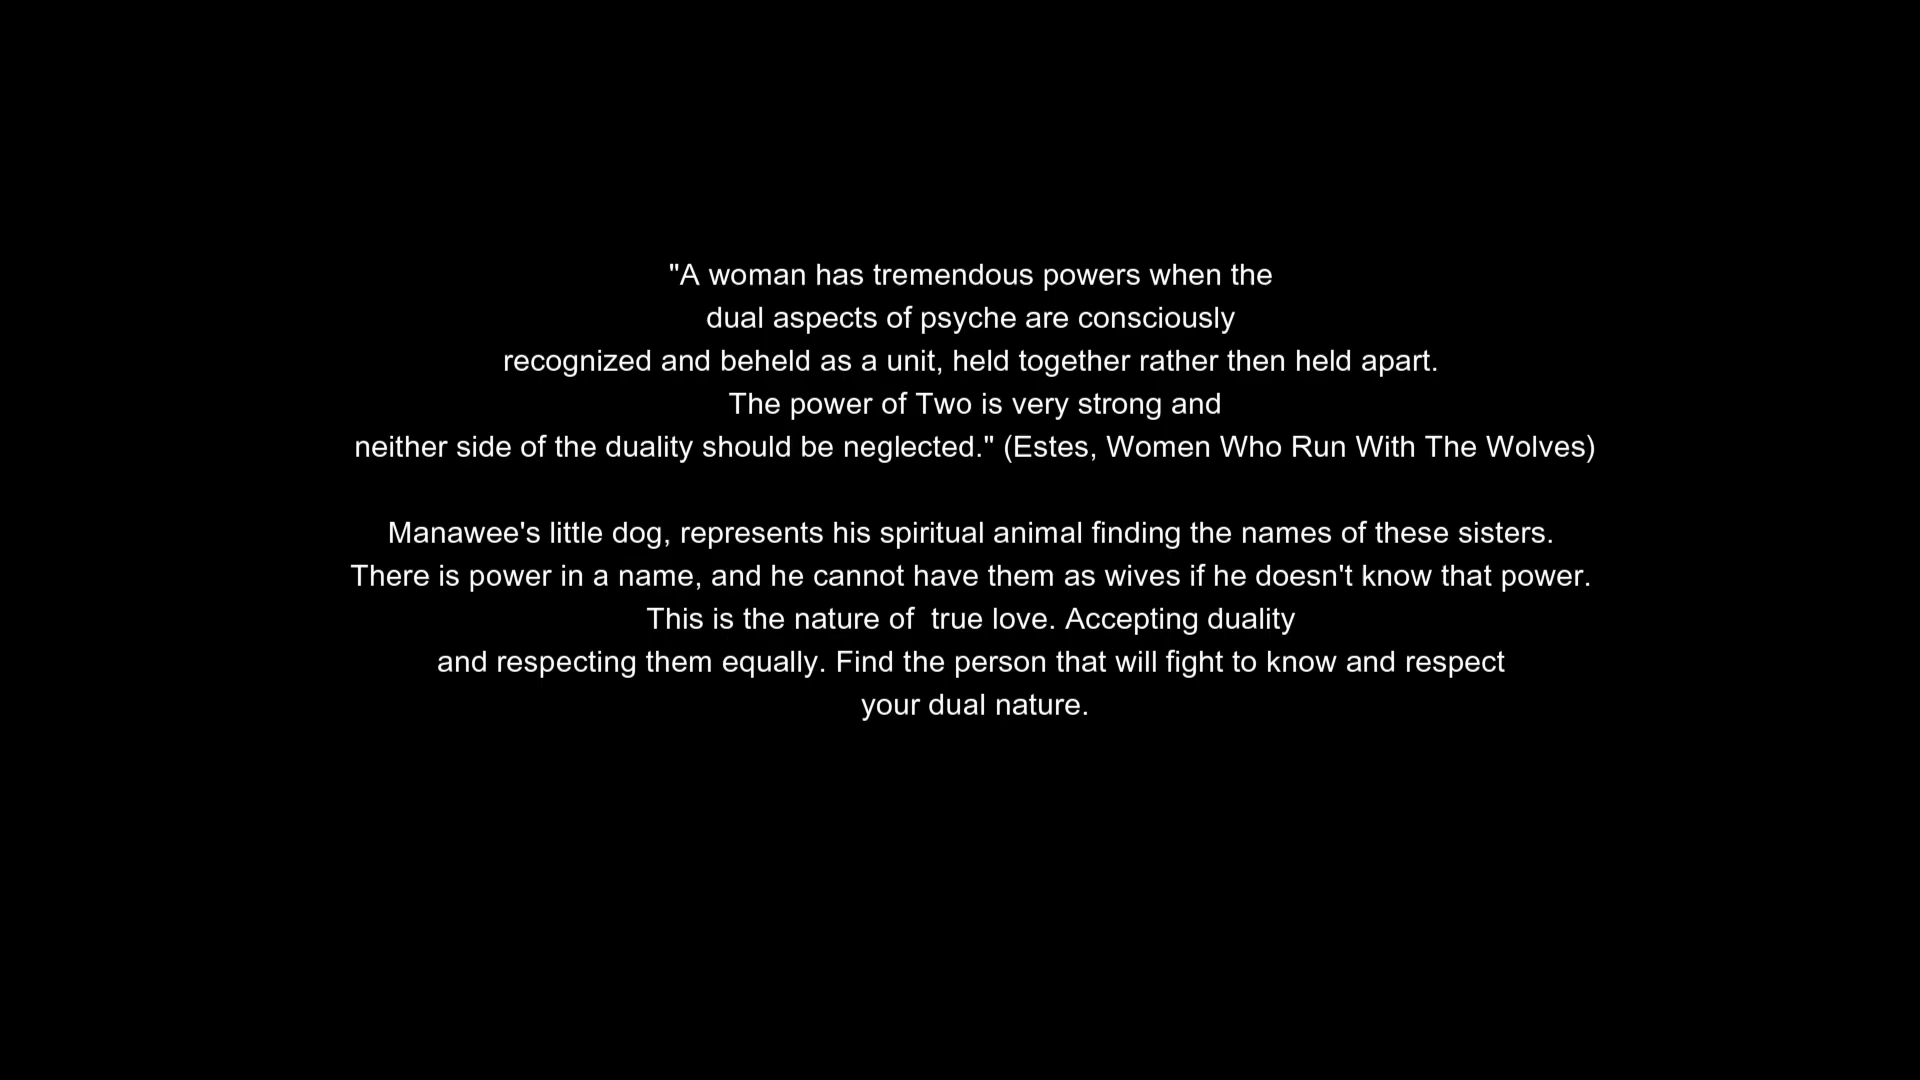 "A woman has tremendous powers when the
dual aspects of psyche are consciously
recognized and beheld as a unit, held together rather then held apart.
The power of Two is very strong and
neither side of the duality should be neglected." (Estes, Women Who Run With The Wolves)
Manawee's little dog, represents his spiritual animal finding the names of these sisters.
There is power in a name, and he cannot have them as wives if he doesn't know that power.
This is the nature of  true love. Accepting duality
and respecting them equally. Find the person that will fight to know and respect
your dual nature.